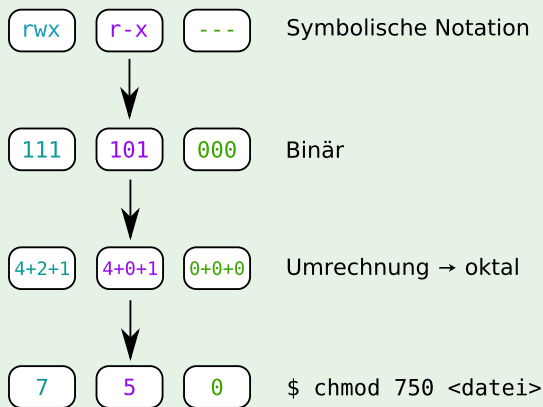 rwx r-x --- Symbolische Notation
111 101 000 Binär
4+2+1 4+0+1 0+0+0 Umrechnung → oktal
7 5 0 $ chmod 750 <datei>